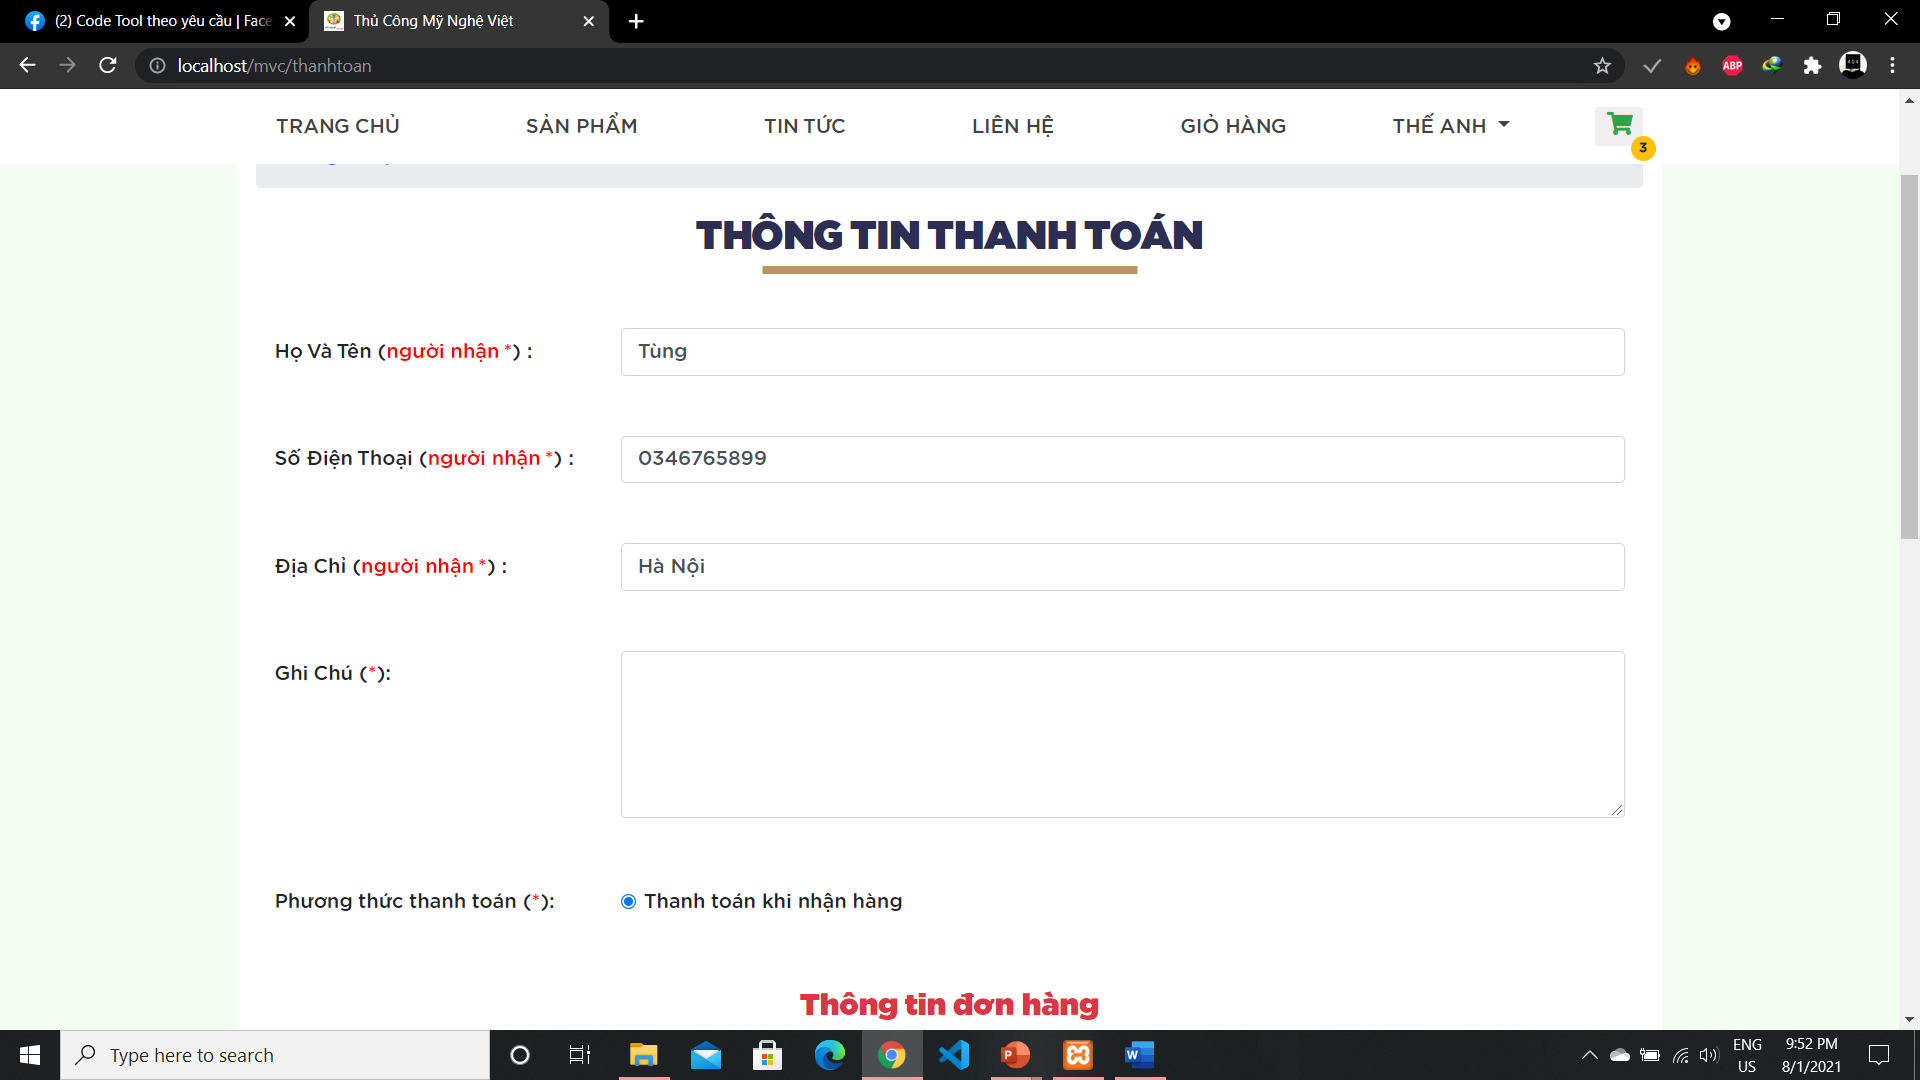 (2) Code Tool theo yêu cầu | Face
Thủ Công Mỹ Nghệ Việt
localhost/mvc/thanhtoan
ABP
TRANG CHỦ
SẢN PHẨM
TIN TỨC
LIÊN HỆ
GIỎ HÀNG
THẾ ANH
3
THÔNG TIN THANH TOÁN
Họ Và Tên (người nhận *) :
Tùng
Số Điện Thoại (người nhận *) :
0346765899
Địa Chỉ (người nhận *) :
Hà Nội
Ghi Chú (*):
Phương thức thanh toán (*):
Thanh toán khi nhận hàng
Thông tin đơn hàng
Type here to search
ENG
US
9:52 PM
8/1/2021